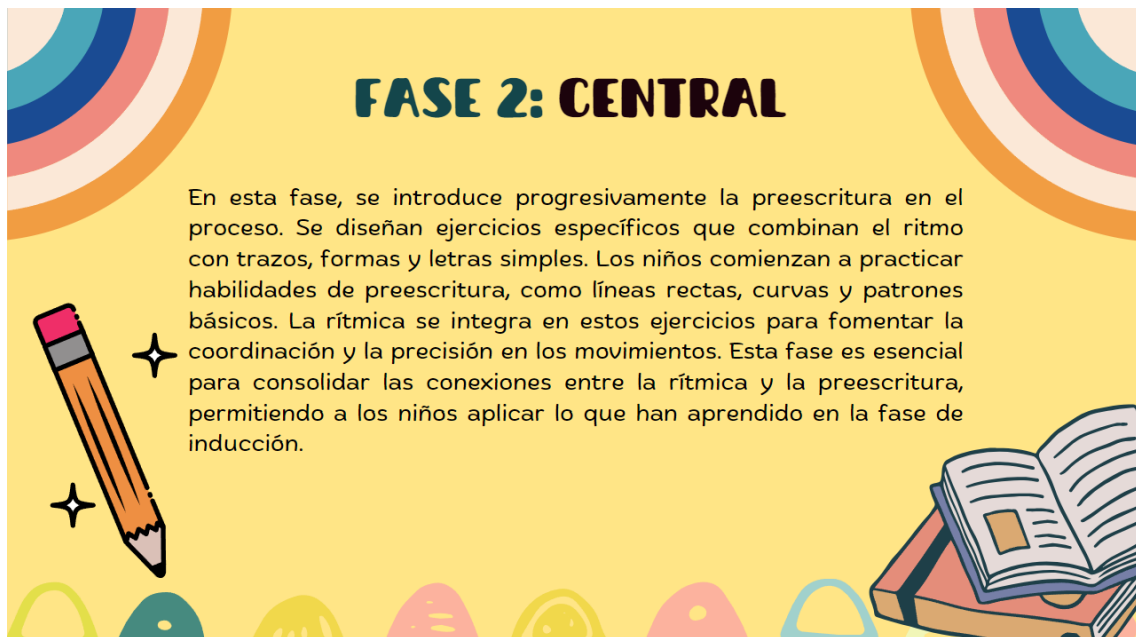 FASE 2: CENTRAL
En esta fase, se introduce progresivamente la preescritura en el
proceso. Se diseñan ejercicios específicos que combinan el ritmo
con trazos, formas y letras simples. Los niños comienzan a practicar
habilidades de preescritura, como líneas rectas, curvas y patrones
básicos. La rítmica se integra en estos ejercicios para fomentar la
coordinación y la precisión en los movimientos. Esta fase es esencial
para consolidar las conexiones entre la rítmica y la preescritura,
permitiendo a los niños aplicar lo que han aprendido en la fase de
inducción.